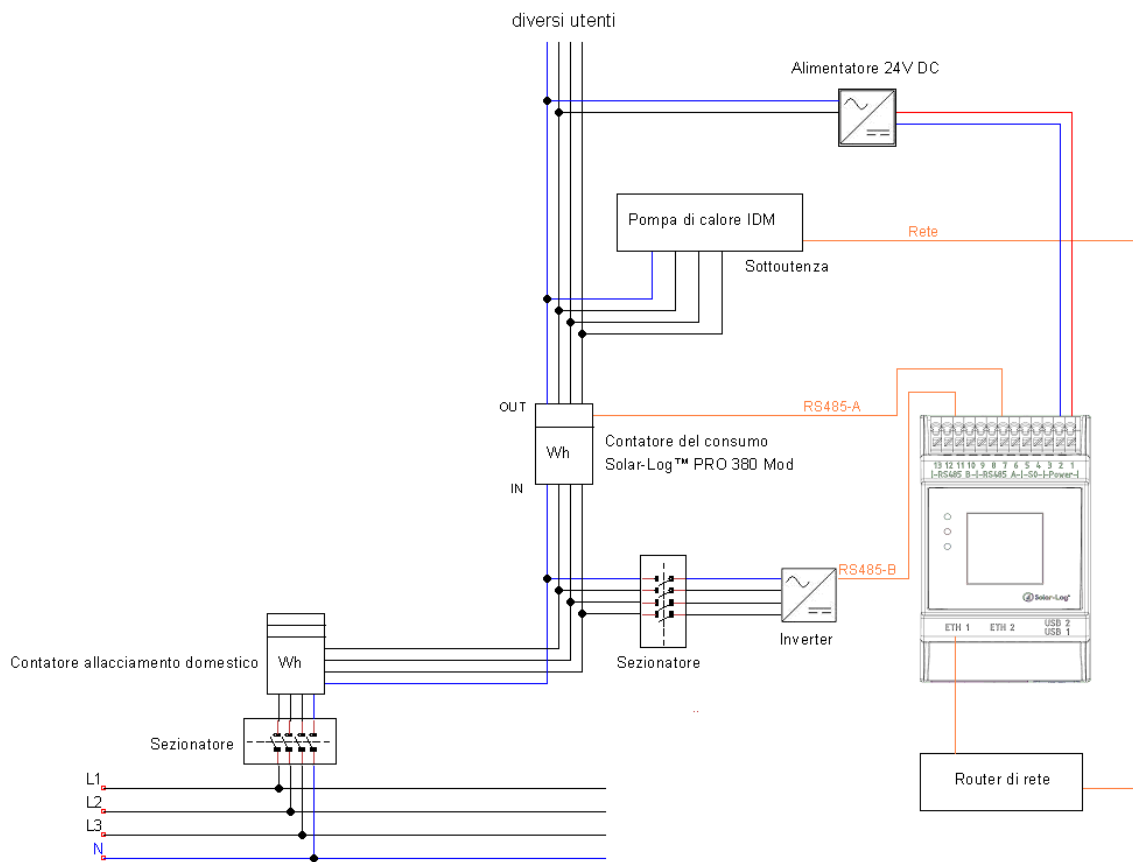 diversi utenti
Alimentatore 24V DC
Pompa di calore IDM
Rete
Sottoutenza
OUT
RS485-A
Wh
Contatore del consumo
Solar-Log™ PRO 380 Mod
IN
13 12 11 10 9 8 7 6 5 4 3 2 1
|-RS485 B-|-RS485 A-|-S0-|-Power-|
RS485-B
Solar-Log®
ETH 1 ETH 2 USB 2
USB 1
Inverter
Sezionatore
Contatore allacciamento domestico
Wh
..
Sezionatore
Router di rete
L1
L2
L3
N